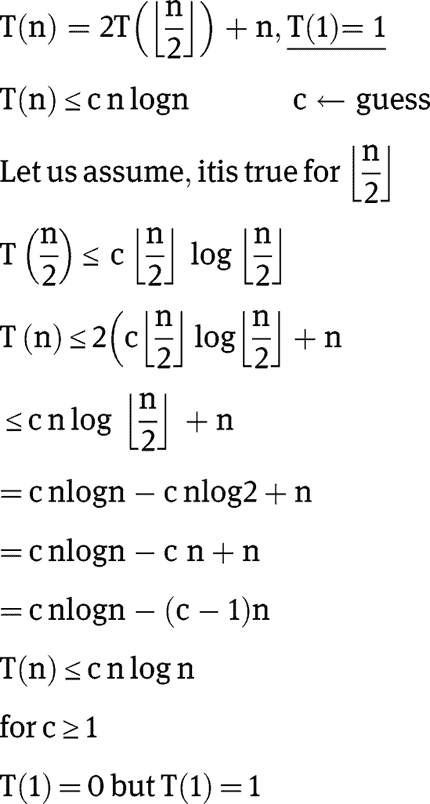 T(n) = 2T(⌊n/2⌋) + n, T(1)= 1
T(n) ≤ c n logn c ← guess
Let us assume, itis true for ⌊n/2⌋
T (n/2) ≤ c ⌊n/2⌋ log ⌊n/2⌋
T (n) ≤ 2(c⌊n/2⌋ log⌊n/2⌋ + n
≤ c n log ⌊n/2⌋ + n
= c nlogn − c nlog2 + n
= c nlogn − c n + n
= c nlogn − (c − 1)n
T(n) ≤ c n log n
for c ≥ 1
T(1) = 0 but T(1) = 1